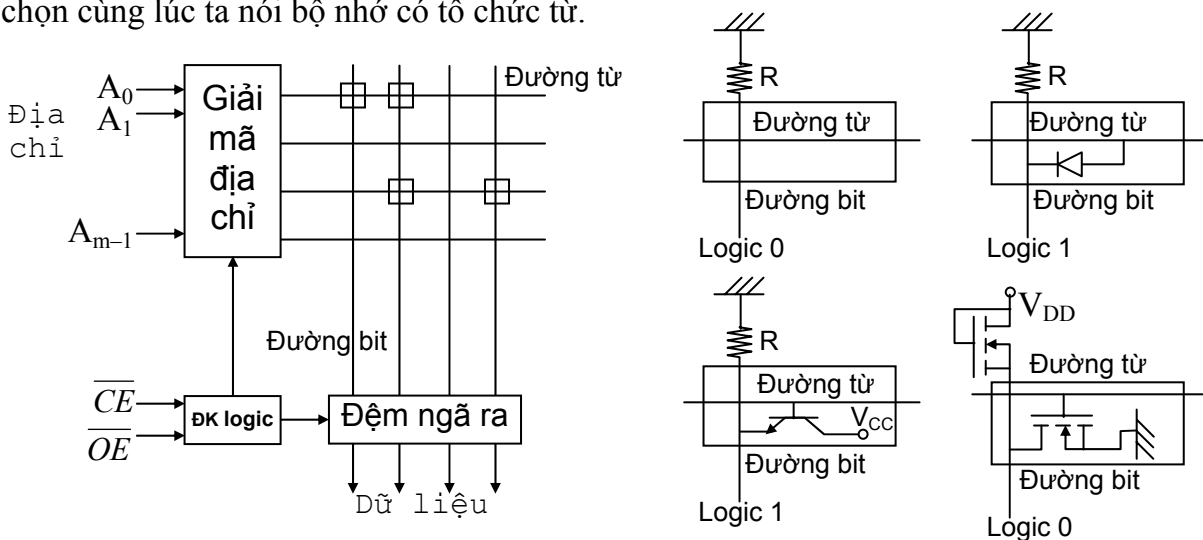 chọn cùng lúc ta nói bộ nhớ có tổ chức từ.
Địa
chỉ
A0
A1
Am–1
Giải
mã
địa
chỉ
Đường từ
Đường bit
CE
OE
ĐK logic
Đệm ngã ra
Dữ liệu
R
Đường từ
Đường bit
Logic 0
R
Đường từ
Đường bit
Logic 1
R
Đường từ
VCC
Đường bit
Logic 1
VDD
Đường từ
Đường bit
Logic 0